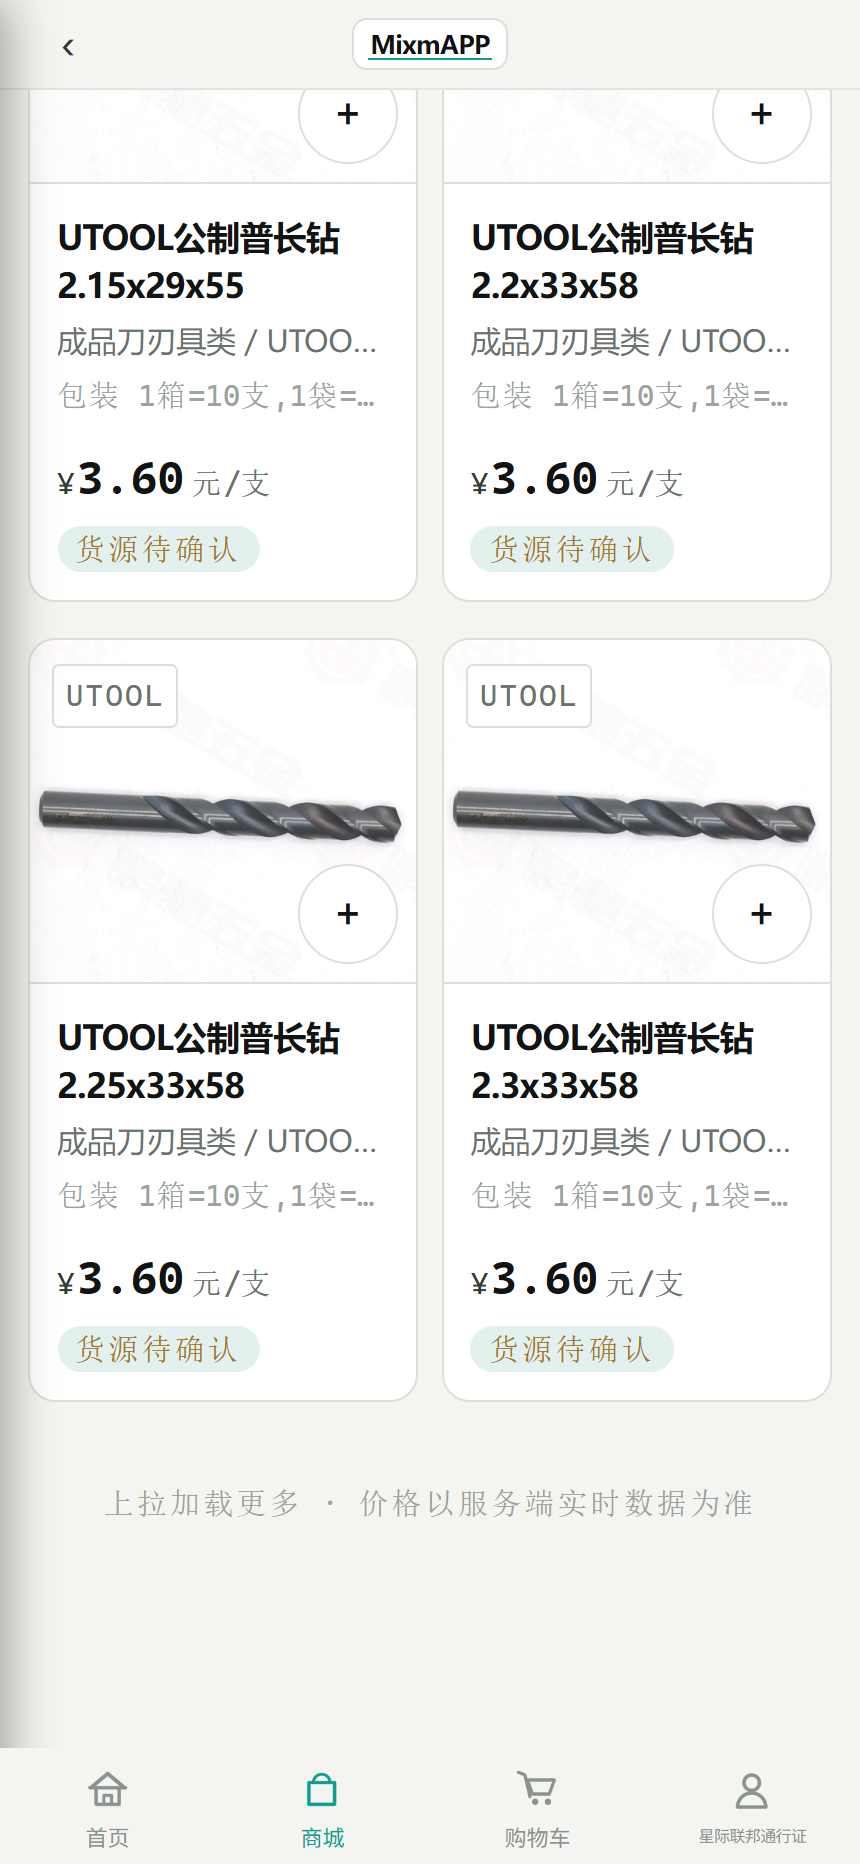 ‹
MixmAPP
+
+
UTOOL公制普长钻
2.15x29x55
成品刀刃具类 / UTOO...
包装 1箱=10支,1袋=…
¥3.60 元/支
货源待确认
UTOOL公制普长钻
2.2x33x58
成品刀刃具类 / UTOO...
包装 1箱=10支,1袋=…
¥3.60 元/支
货源待确认
UTOOL
+
UTOOL公制普长钻
2.25x33x58
成品刀刃具类 / UTOO...
包装 1箱=10支,1袋=…
¥3.60 元/支
货源待确认
UTOOL
+
UTOOL公制普长钻
2.3x33x58
成品刀刃具类 / UTOO...
包装 1箱=10支,1袋=…
¥3.60 元/支
货源待确认
上拉加载更多 · 价格以服务端实时数据为准
首页
商城
购物车
星际联邦通行证